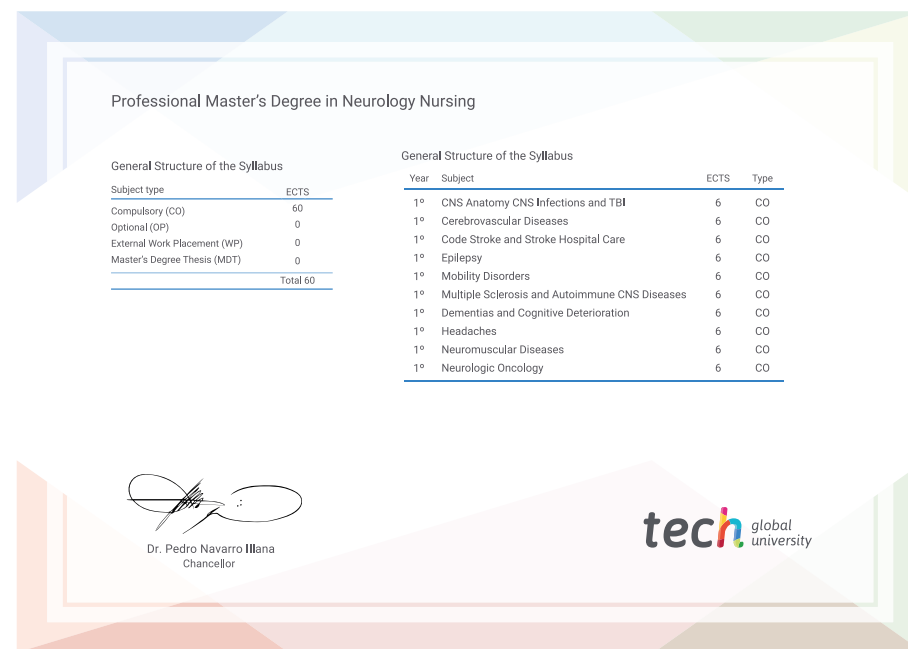 Professional Master's Degree in Neurology Nursing
General Structure of the Syllabus
Subject type ECTS
Compulsory (CO) 60
Optional (OP) 0
External Work Placement (WP) 0
Master's Degree Thesis (MDT) 0
Total 60
General Structure of the Syllabus
Year Subject ECTS Type
1º CNS Anatomy CNS Infections and TBI 6 CO
1º Cerebrovascular Diseases 6 CO
1º Code Stroke and Stroke Hospital Care 6 CO
1º Epilepsy 6 CO
1º Mobility Disorders 6 CO
1º Multiple Sclerosis and Autoimmune CNS Diseases 6 CO
1º Dementias and Cognitive Deterioration 6 CO
1º Headaches 6 CO
1º Neuromuscular Diseases 6 CO
1º Neurologic Oncology 6 CO
Dr. Pedro Navarro Illana
Chancellor
tech global
university